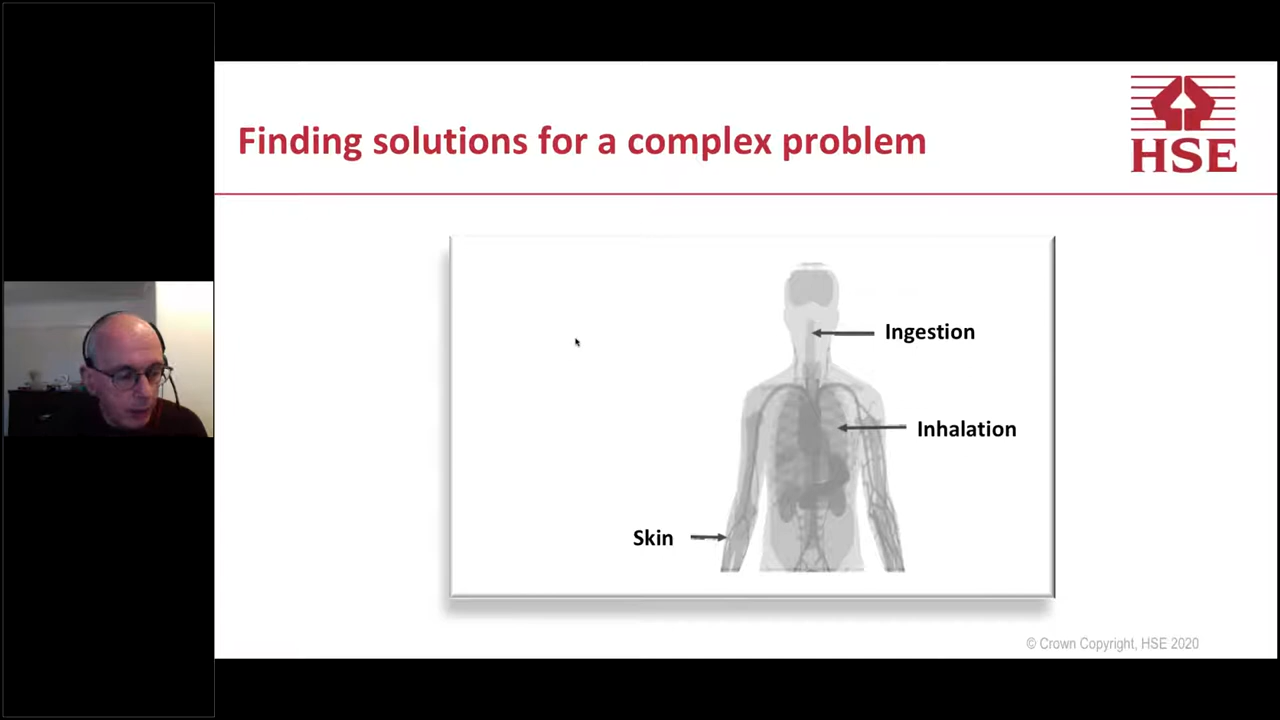 Finding solutions for a complex problem
HSE
Ingestion
Inhalation
Skin
© Crown Copyright, HSE 2020